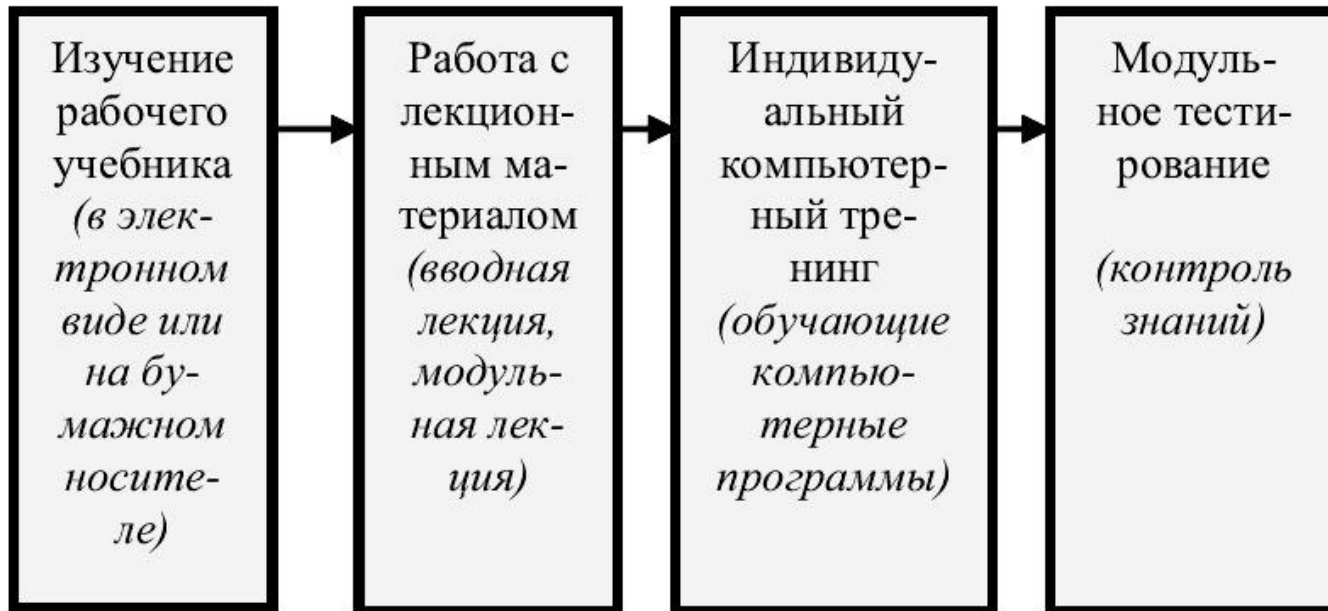 Изучение
рабочего
учебника
(в элек-
тронном
виде или
на бу-
мажном
носите-
ле)
Работа с
лекцион-
ным ма-
териалом
(вводная
лекция,
модуль-
ная лек-
ция)
Индивиду-
альный
компьютер-
ный тре-
нинг
(обучающие
компью-
терные
программы)
Модуль-
ное тести-
рование
(контроль
знаний)